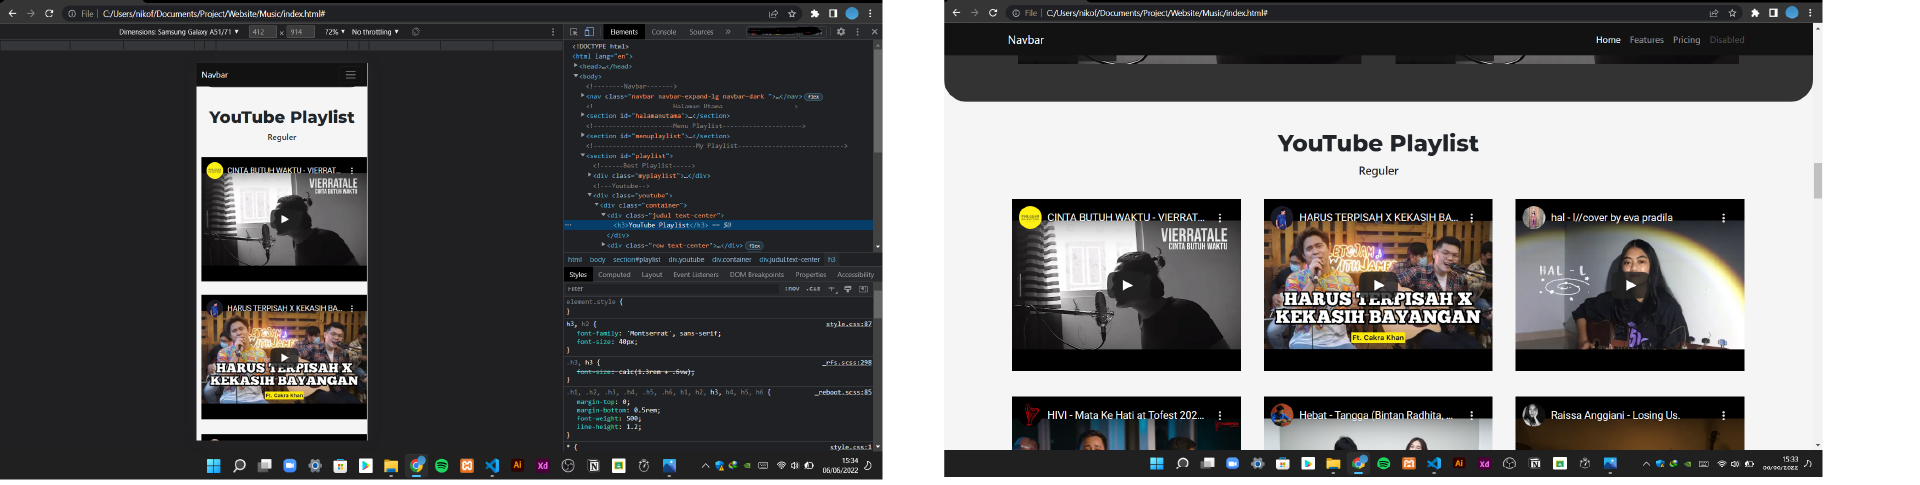 File | C:/Users/nikof/Documents/Project/Website/Music/index.html#
Dimensions: Samsung Galaxy A51/71 ▾ 412 × 914 72% ▾ No throttling ▾
Navbar
YouTube Playlist
Reguler
CINTA BUTUH WAKTU - VIERRAT...
VIERRATALE
CINTA BUTUH WAKTU
HARUS TERPISAH X KEKASIH BA...
HARUS TERPISAH X
KEKASIH BAYANGAN
Ft. Cakra Khan
Elements Console Sources »
<!DOCTYPE html>
<html lang="en">
▶<head>…</head>
▼<body>
<!--------Navbar------->
▶<nav class="navbar navbar-expand-lg navbar-dark ">…</nav> flex
<!-- Halaman Utama -->
▶<section id="halamanutama">…</section>
<!---------------------Menu Playlist--------------------->
▶<section id="menuplaylist">…</section>
<!---------------------------My Playlist---------------------------->
▼<section id="playlist">
<!------Best Playlist----->
▶<div class="myplaylist">…</div>
<!---Youtube-->
▼<div class="youtube">
▼<div class="container">
▼<div class="judul text-center">
<h3>YouTube Playlist</h3> == $0
</div>
▶<div class="row text-center">…</div> flex
html body section#playlist div.youtube div.container div.judul.text-center h3
Styles Computed Layout Event Listeners DOM Breakpoints Properties Accessibility
Filter :hov .cls +
element.style {
}
h3, h2 { style.css:87
font-family: 'Montserrat', sans-serif;
font-size: 40px;
}
.h3, h3 { _rfs.scss:298
font-size: calc(1.3rem + .6vw);
}
.h1, .h2, .h3, .h4, .h5, .h6, h1, h2, h3, h4, h5, h6 { _reboot.scss:85
margin-top: 0;
margin-bottom: 0.5rem;
font-weight: 500;
line-height: 1.2;
}
* { style.css:1
15:34
06/06/2022
File | C:/Users/nikof/Documents/Project/Website/Music/index.html#
Navbar Home Features Pricing Disabled
YouTube Playlist
Reguler
CINTA BUTUH WAKTU - VIERRAT...
VIERRATALE
CINTA BUTUH WAKTU
HARUS TERPISAH X KEKASIH BA...
LETS JAM
WITH JAMES
HARUS TERPISAH X
KEKASIH BAYANGAN
Ft. Cakra Khan
hal - l//cover by eva pradila
HAL - L
HIVI - Mata Ke Hati at Tofest 202...
Hebat - Tangga (Bintan Radhita, ...
Raissa Anggiani - Losing Us.
15:33
06/06/2022